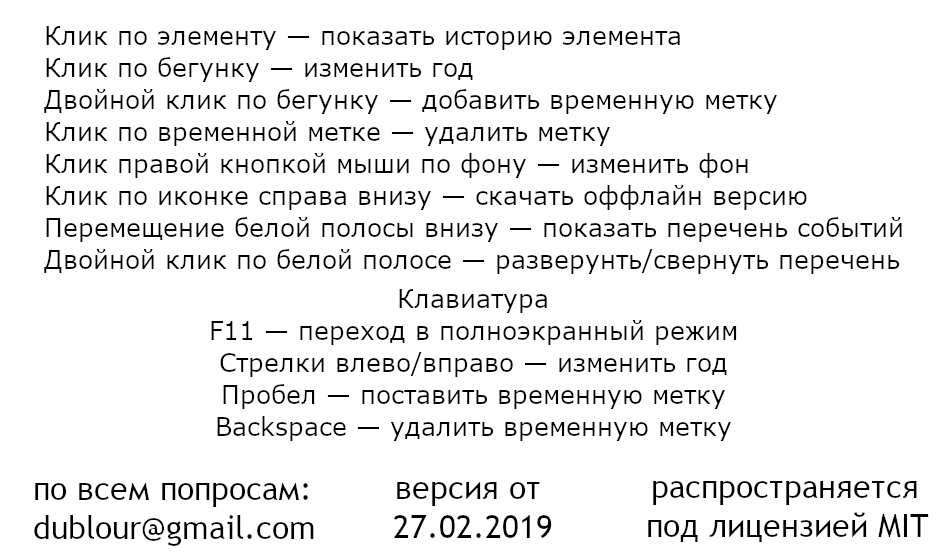 Клик по элементу — показать историю элемента
Клик по бегунку — изменить год
Двойной клик по бегунку — добавить временную метку
Клик по временной метке — удалить метку
Клик правой кнопкой мыши по фону — изменить фон
Клик по иконке справа внизу — скачать оффлайн версию
Перемещение белой полосы внизу — показать перечень событий
Двойной клик по белой полосе — разверунть/свернуть перечень
Клавиатура
F11 — переход в полноэкранный режим
Стрелки влево/вправо — изменить год
Пробел — поставить временную метку
Backspace — удалить временную метку
по всем попросам:
dublour@gmail.com
версия от
27.02.2019
распространяется
под лицензией MIT